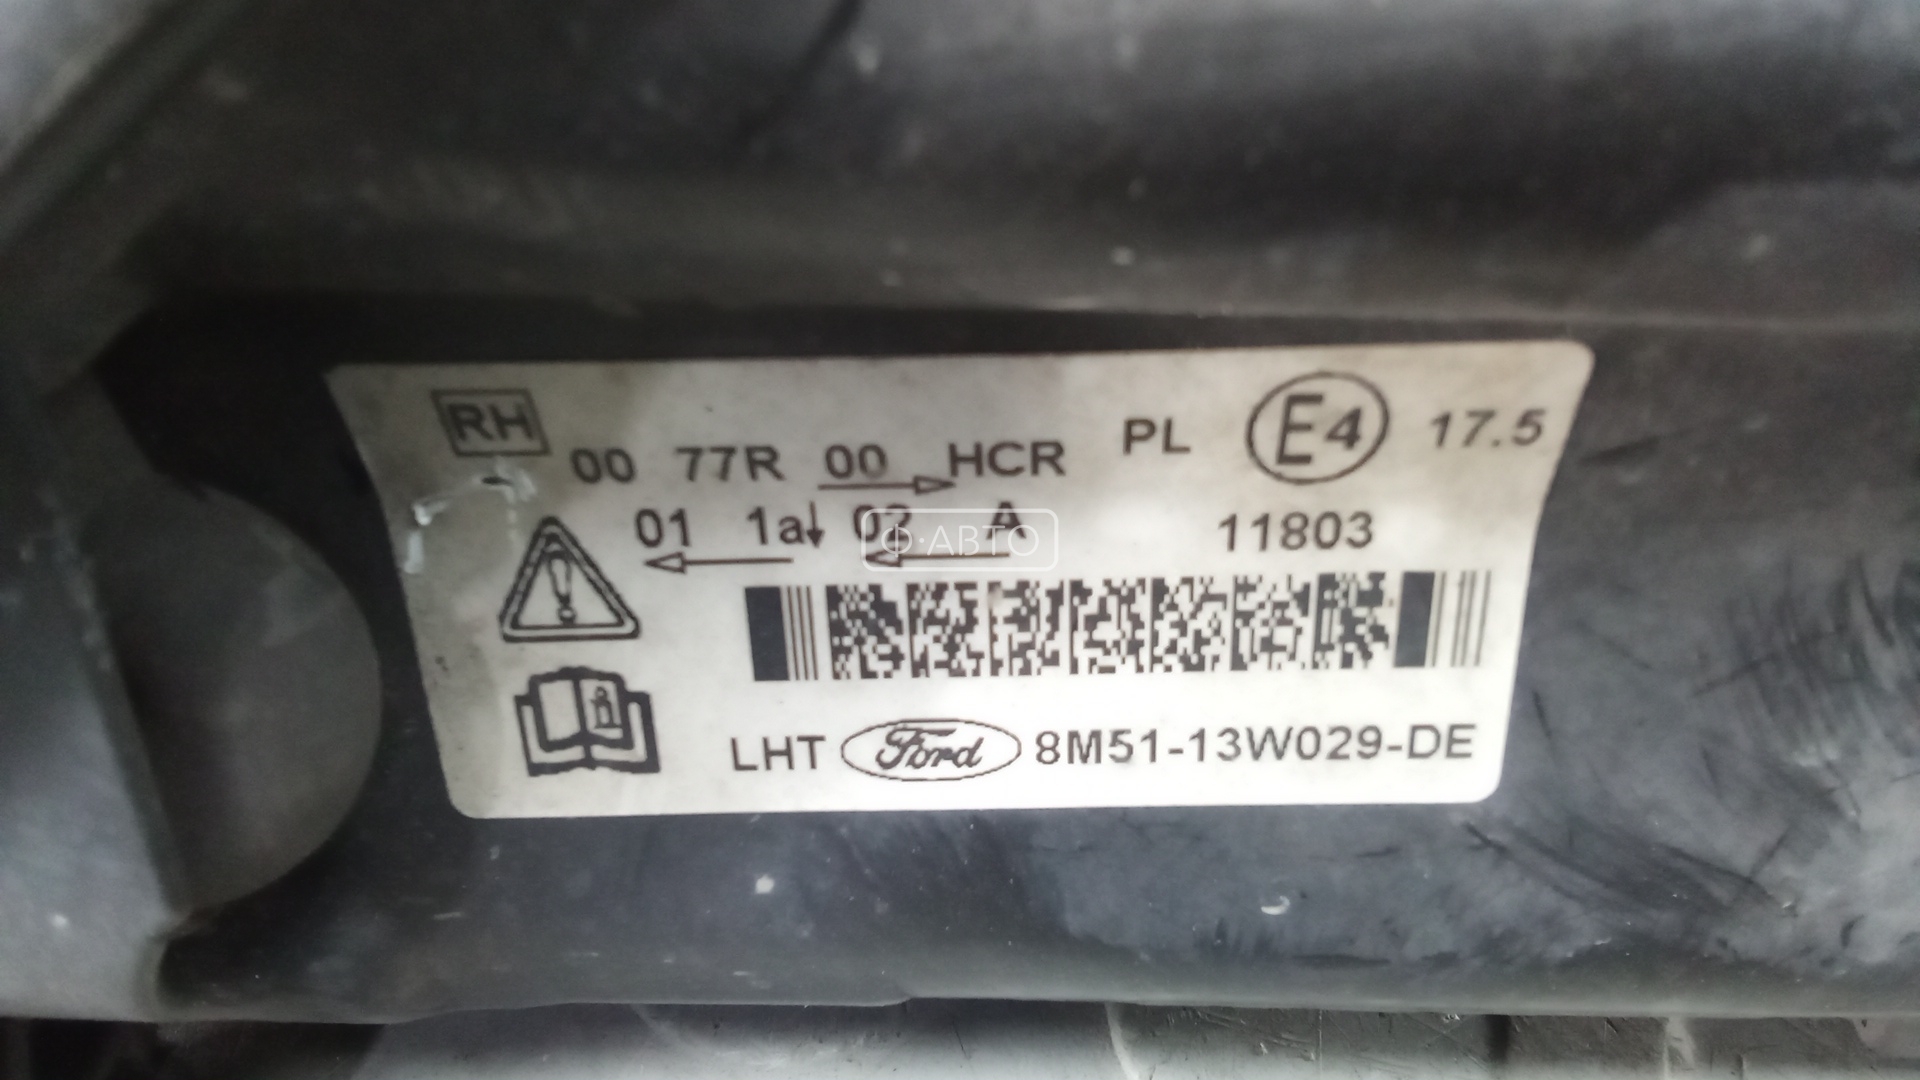 RH
00 77R 00 HCR PL E4 17.5
01 1a 02 A 11803
Ф·АВТО
LHT Ford 8M51-13W029-DE